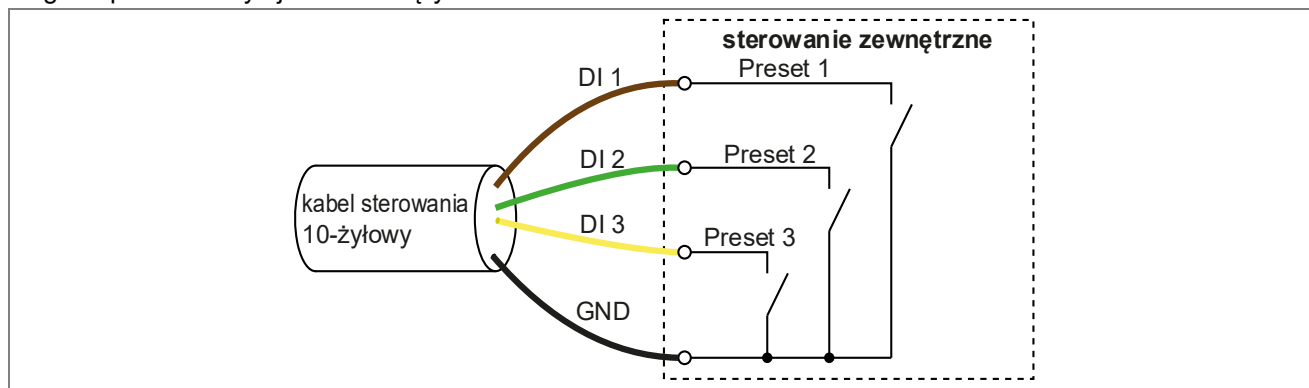 sterowanie zewnętrzne
DI 1
Preset 1
DI 2
Preset 2
kabel sterowania
10-żyłowy
DI 3
Preset 3
GND